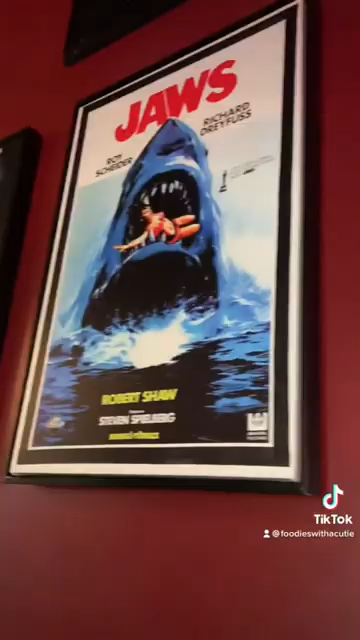 JAWS
ROY
SCHEIDER
RICHARD
DREYFUSS
ROBERT SHAW
STEVEN SPIELBERG
TikTok
@foodieswithacutie